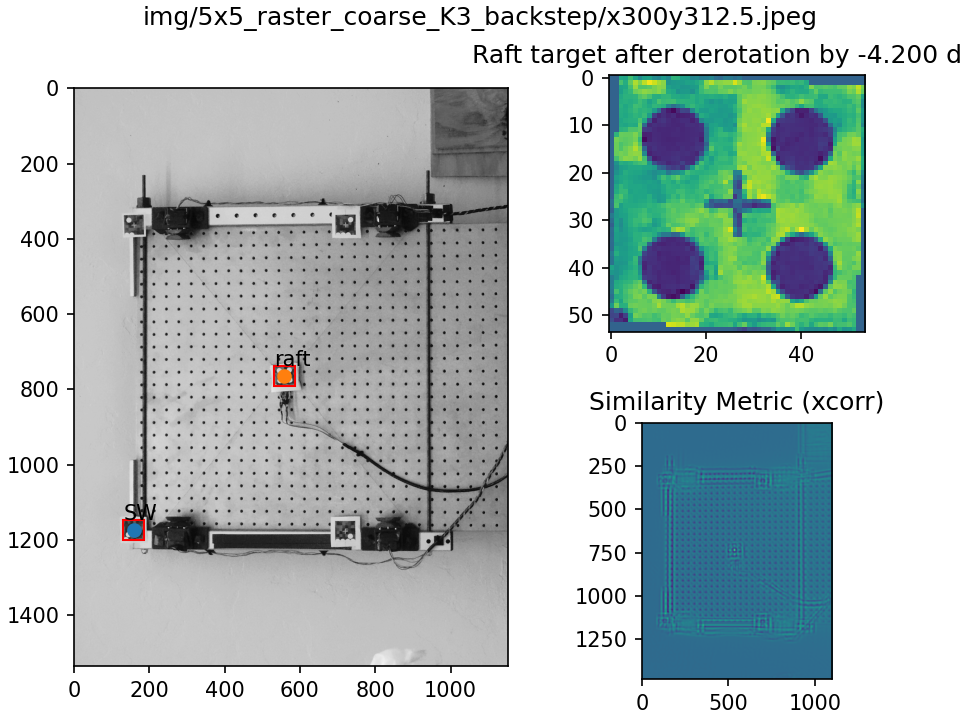 img/5x5_raster_coarse_K3_backstep/x300y312.5.jpeg
Raft target after derotation by -4.200 d
0
200
400
600
800
1000
1200
1400
0 200 400 600 800 1000
raft
SW
0
10
20
30
40
50
0 20 40
Similarity Metric (xcorr)
0
250
500
750
1000
1250
0 500 1000